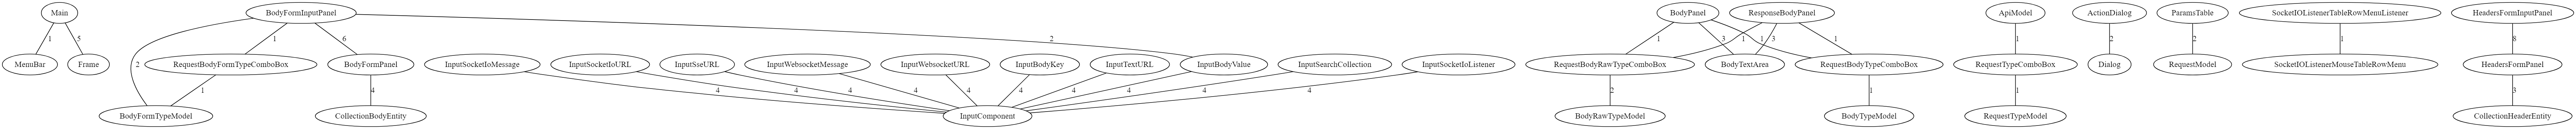 Main
BodyFormInputPanel
BodyPanel
ResponseBodyPanel
ApiModel
ActionDialog
ParamsTable
SocketIOListenerTableRowMenuListener
HeadersFormInputPanel
1
5
1
6
2
1
3
1
3
1
1
2
2
1
8
MenuBar
Frame
2
RequestBodyFormTypeComboBox
BodyFormPanel
InputSocketIoMessage
InputSocketIoURL
InputSseURL
InputWebsocketMessage
InputWebsocketURL
InputBodyKey
InputTextURL
InputBodyValue
InputSearchCollection
InputSocketIoListener
RequestBodyRawTypeComboBox
BodyTextArea
RequestBodyTypeComboBox
RequestTypeComboBox
Dialog
RequestModel
SocketIOListenerMouseTableRowMenu
HeadersFormPanel
1
4
4
4
4
4
4
4
4
4
4
4
2
1
1
3
BodyFormTypeModel
CollectionBodyEntity
InputComponent
BodyRawTypeModel
BodyTypeModel
RequestTypeModel
CollectionHeaderEntity